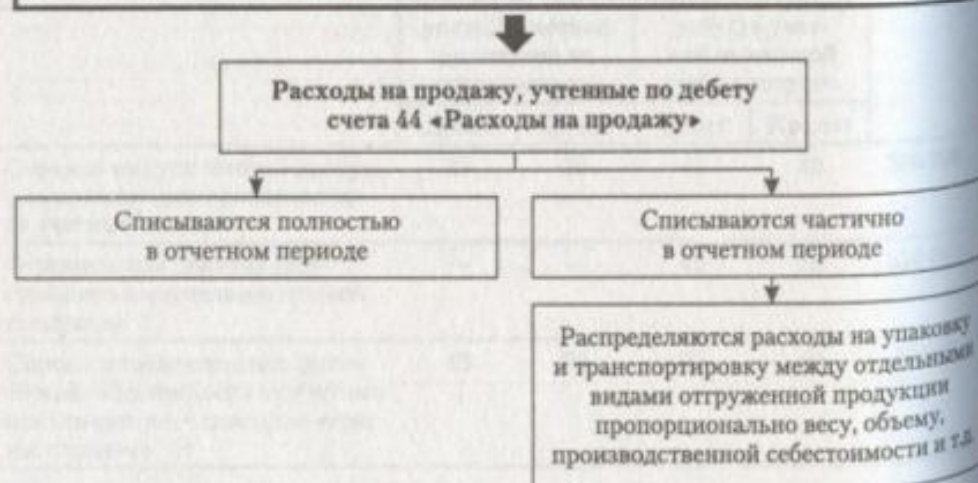 Расходы на продажу, учтенные по дебету
счета 44 «Расходы на продажу»
Списываются полностью
в отчетном периоде
Списываются частично
в отчетном периоде
Распределяются расходы на упаковку
и транспортировку между отдельными
видами отгруженной продукции
пропорционально весу, объему,
производственной себестоимости и т.д.